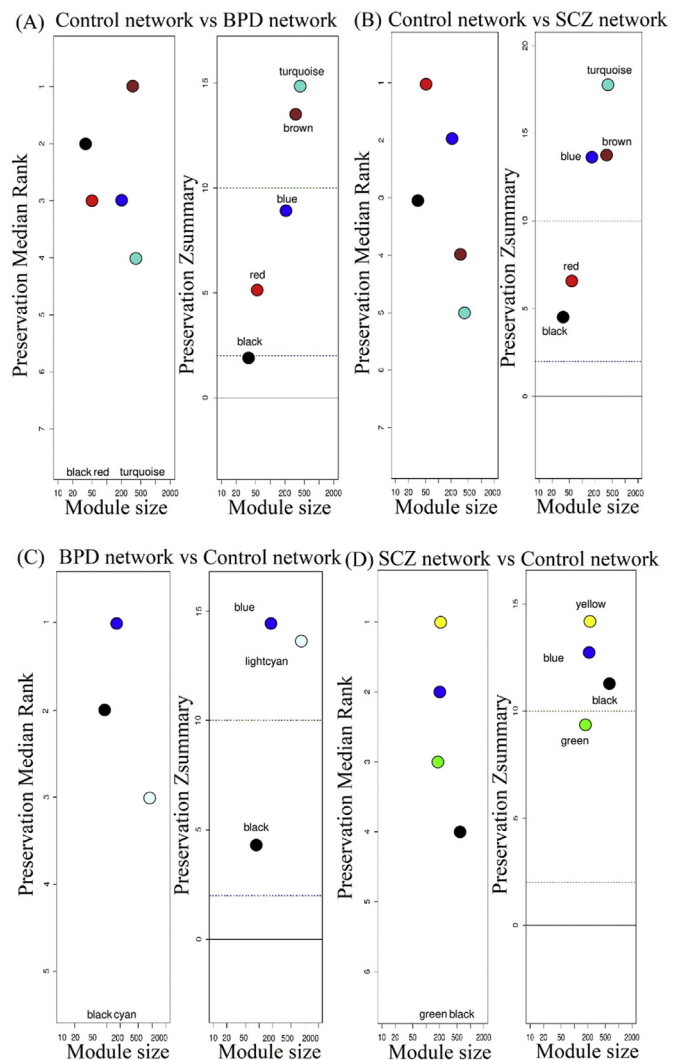 (A) Control network vs BPD network
Preservation Median Rank
1
2
3
4
5
6
7
black red turquoise
10 20 50 200 500 2000
Module size
Preservation Zsummary
15
10
5
0
turquoise
brown
blue
red
black
10 20 50 200 500 2000
Module size
(B) Control network vs SCZ network
Preservation Median Rank
1
2
3
4
5
6
7
10 20 50 200 500 2000
Module size
Preservation Zsummary
20
15
10
5
0
turquoise
blue
brown
red
black
10 20 50 200 500 2000
Module size
(C) BPD network vs Control network
Preservation Median Rank
1
2
3
4
5
black cyan
10 20 50 200 500 2000
Module size
Preservation Zsummary
15
10
5
0
blue
lightcyan
black
10 20 50 200 500 2000
Module size
(D) SCZ network vs Control network
Preservation Median Rank
1
2
3
4
5
6
green black
10 20 50 200 500 2000
Module size
Preservation Zsummary
15
10
5
0
yellow
blue
black
green
10 20 50 200 500 2000
Module size